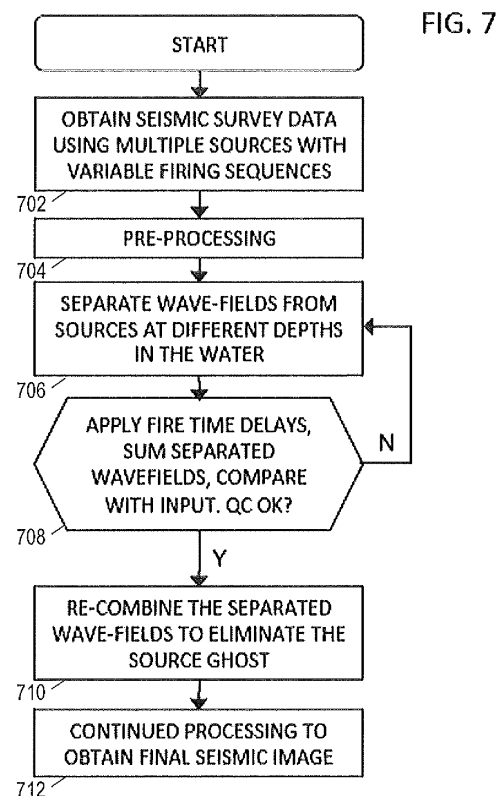 FIG. 7
START
OBTAIN SEISMIC SURVEY DATA
USING MULTIPLE SOURCES WITH
VARIABLE FIRING SEQUENCES
702
PRE-PROCESSING
704
SEPARATE WAVE-FIELDS FROM
SOURCES AT DIFFERENT DEPTHS
IN THE WATER
706
APPLY FIRE TIME DELAYS,
SUM SEPARATED
WAVEFIELDS, COMPARE
WITH INPUT. QC OK?
N
708
Y
RE-COMBINE THE SEPARATED
WAVE-FIELDS TO ELIMINATE THE
SOURCE GHOST
710
CONTINUED PROCESSING TO
OBTAIN FINAL SEISMIC IMAGE
712